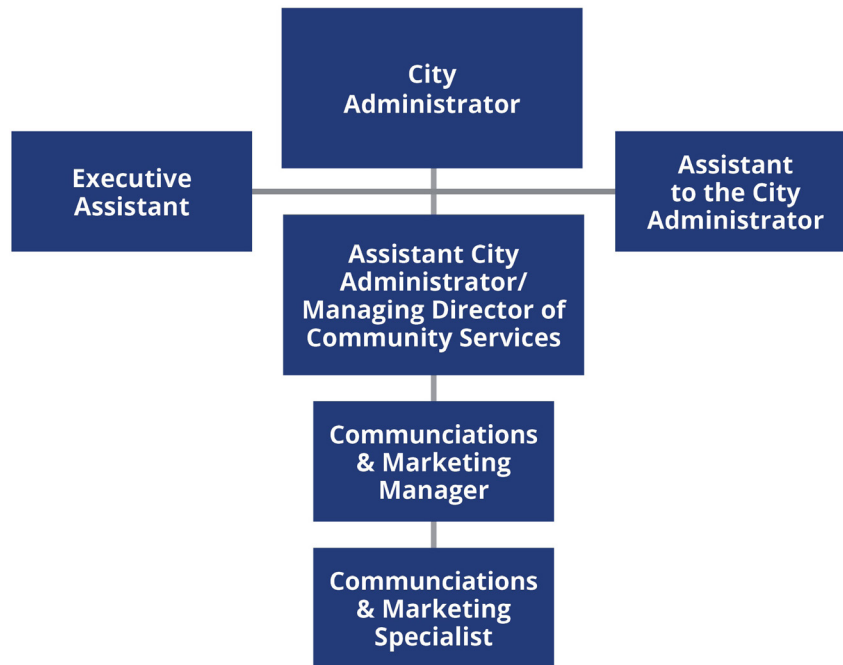 City
Administrator
Executive
Assistant
Assistant
to the City
Administrator
Assistant City
Administrator/
Managing Director of
Community Services
Communciations
& Marketing
Manager
Communciations
& Marketing
Specialist